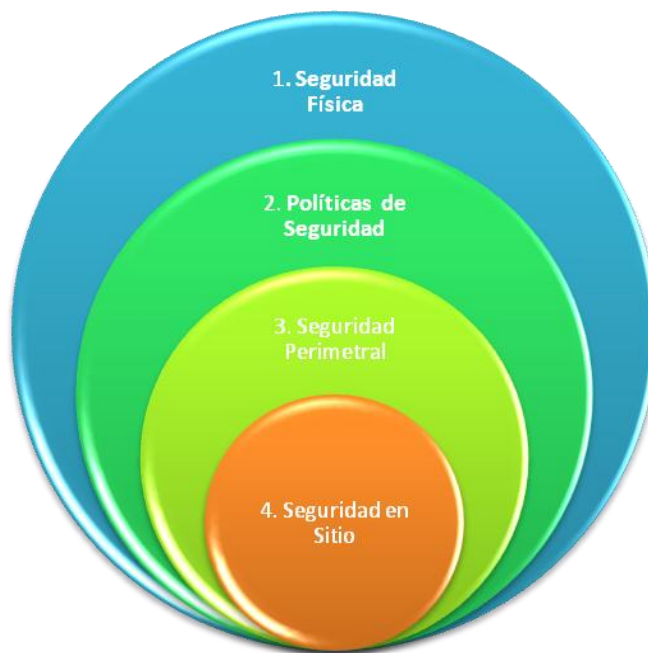 1. Seguridad
Física
2. Políticas de
Seguridad
3. Seguridad
Perimetral
4. Seguridad en
Sitio